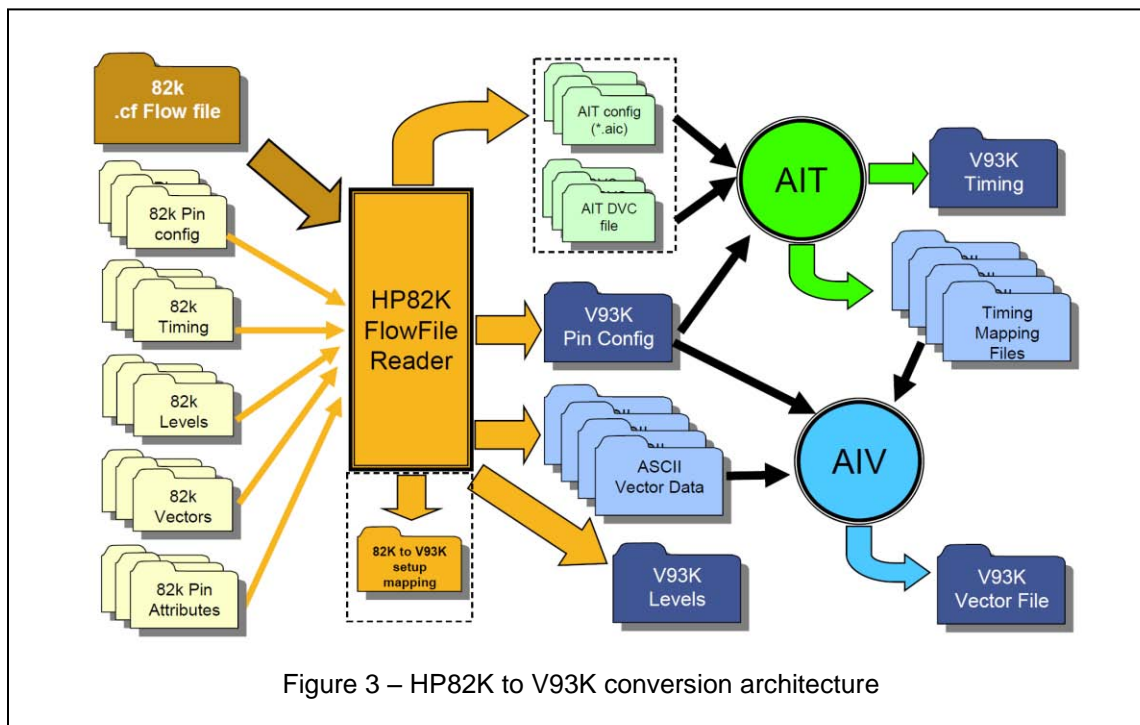 82k
.cf Flow file
82k Pin
config
82k
Timing
82k
Levels
82k
Vectors
82k Pin
Attributes
HP82K
FlowFile
Reader
82K to V93K
setup
mapping
AIT config
(*.aic)
AIT DVC
file
V93K
Pin Config
ASCII
Vector Data
V93K
Levels
AIT
V93K
Timing
Timing
Mapping
Files
AIV
V93K
Vector File
Figure 3 – HP82K to V93K conversion architecture